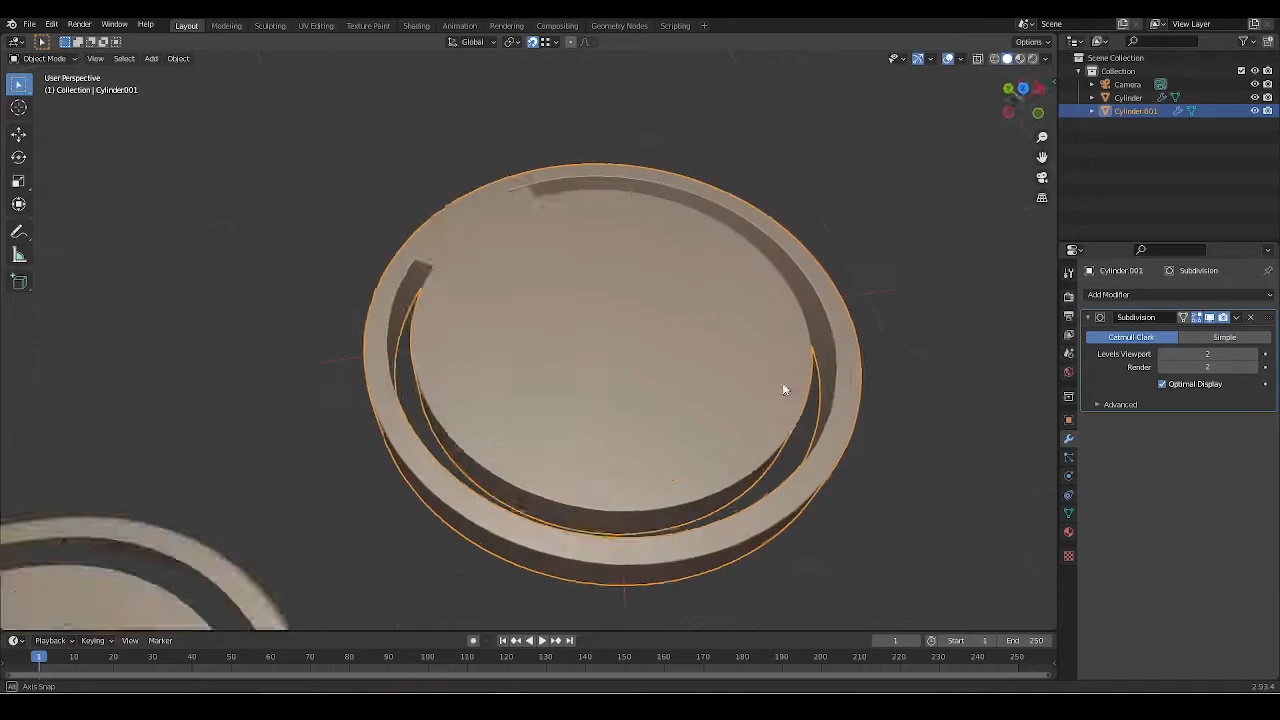 File Edit Render Window Help Layout Modeling Sculpting UV Editing Texture Paint Shading Animation Rendering Compositing Geometry Nodes Scripting + Scene View Layer
Global Options
Object Mode View Select Add Object
User Perspective
(1) Collection | Cylinder.001
Scene Collection
Collection
Camera
Cylinder
Cylinder.001
Cylinder.001 Subdivision
Add Modifier
Subdivision
Catmull-Clark Simple
Levels Viewport 2
Render 2
Optimal Display
Advanced
Playback Keying View Marker 1 Start 1 End 250
1 10 20 30 40 50 60 70 80 90 100 110 120 130 140 150 160 170 180 190 200 210 220 230 240 250
Alt Axis Snap 2.93.4